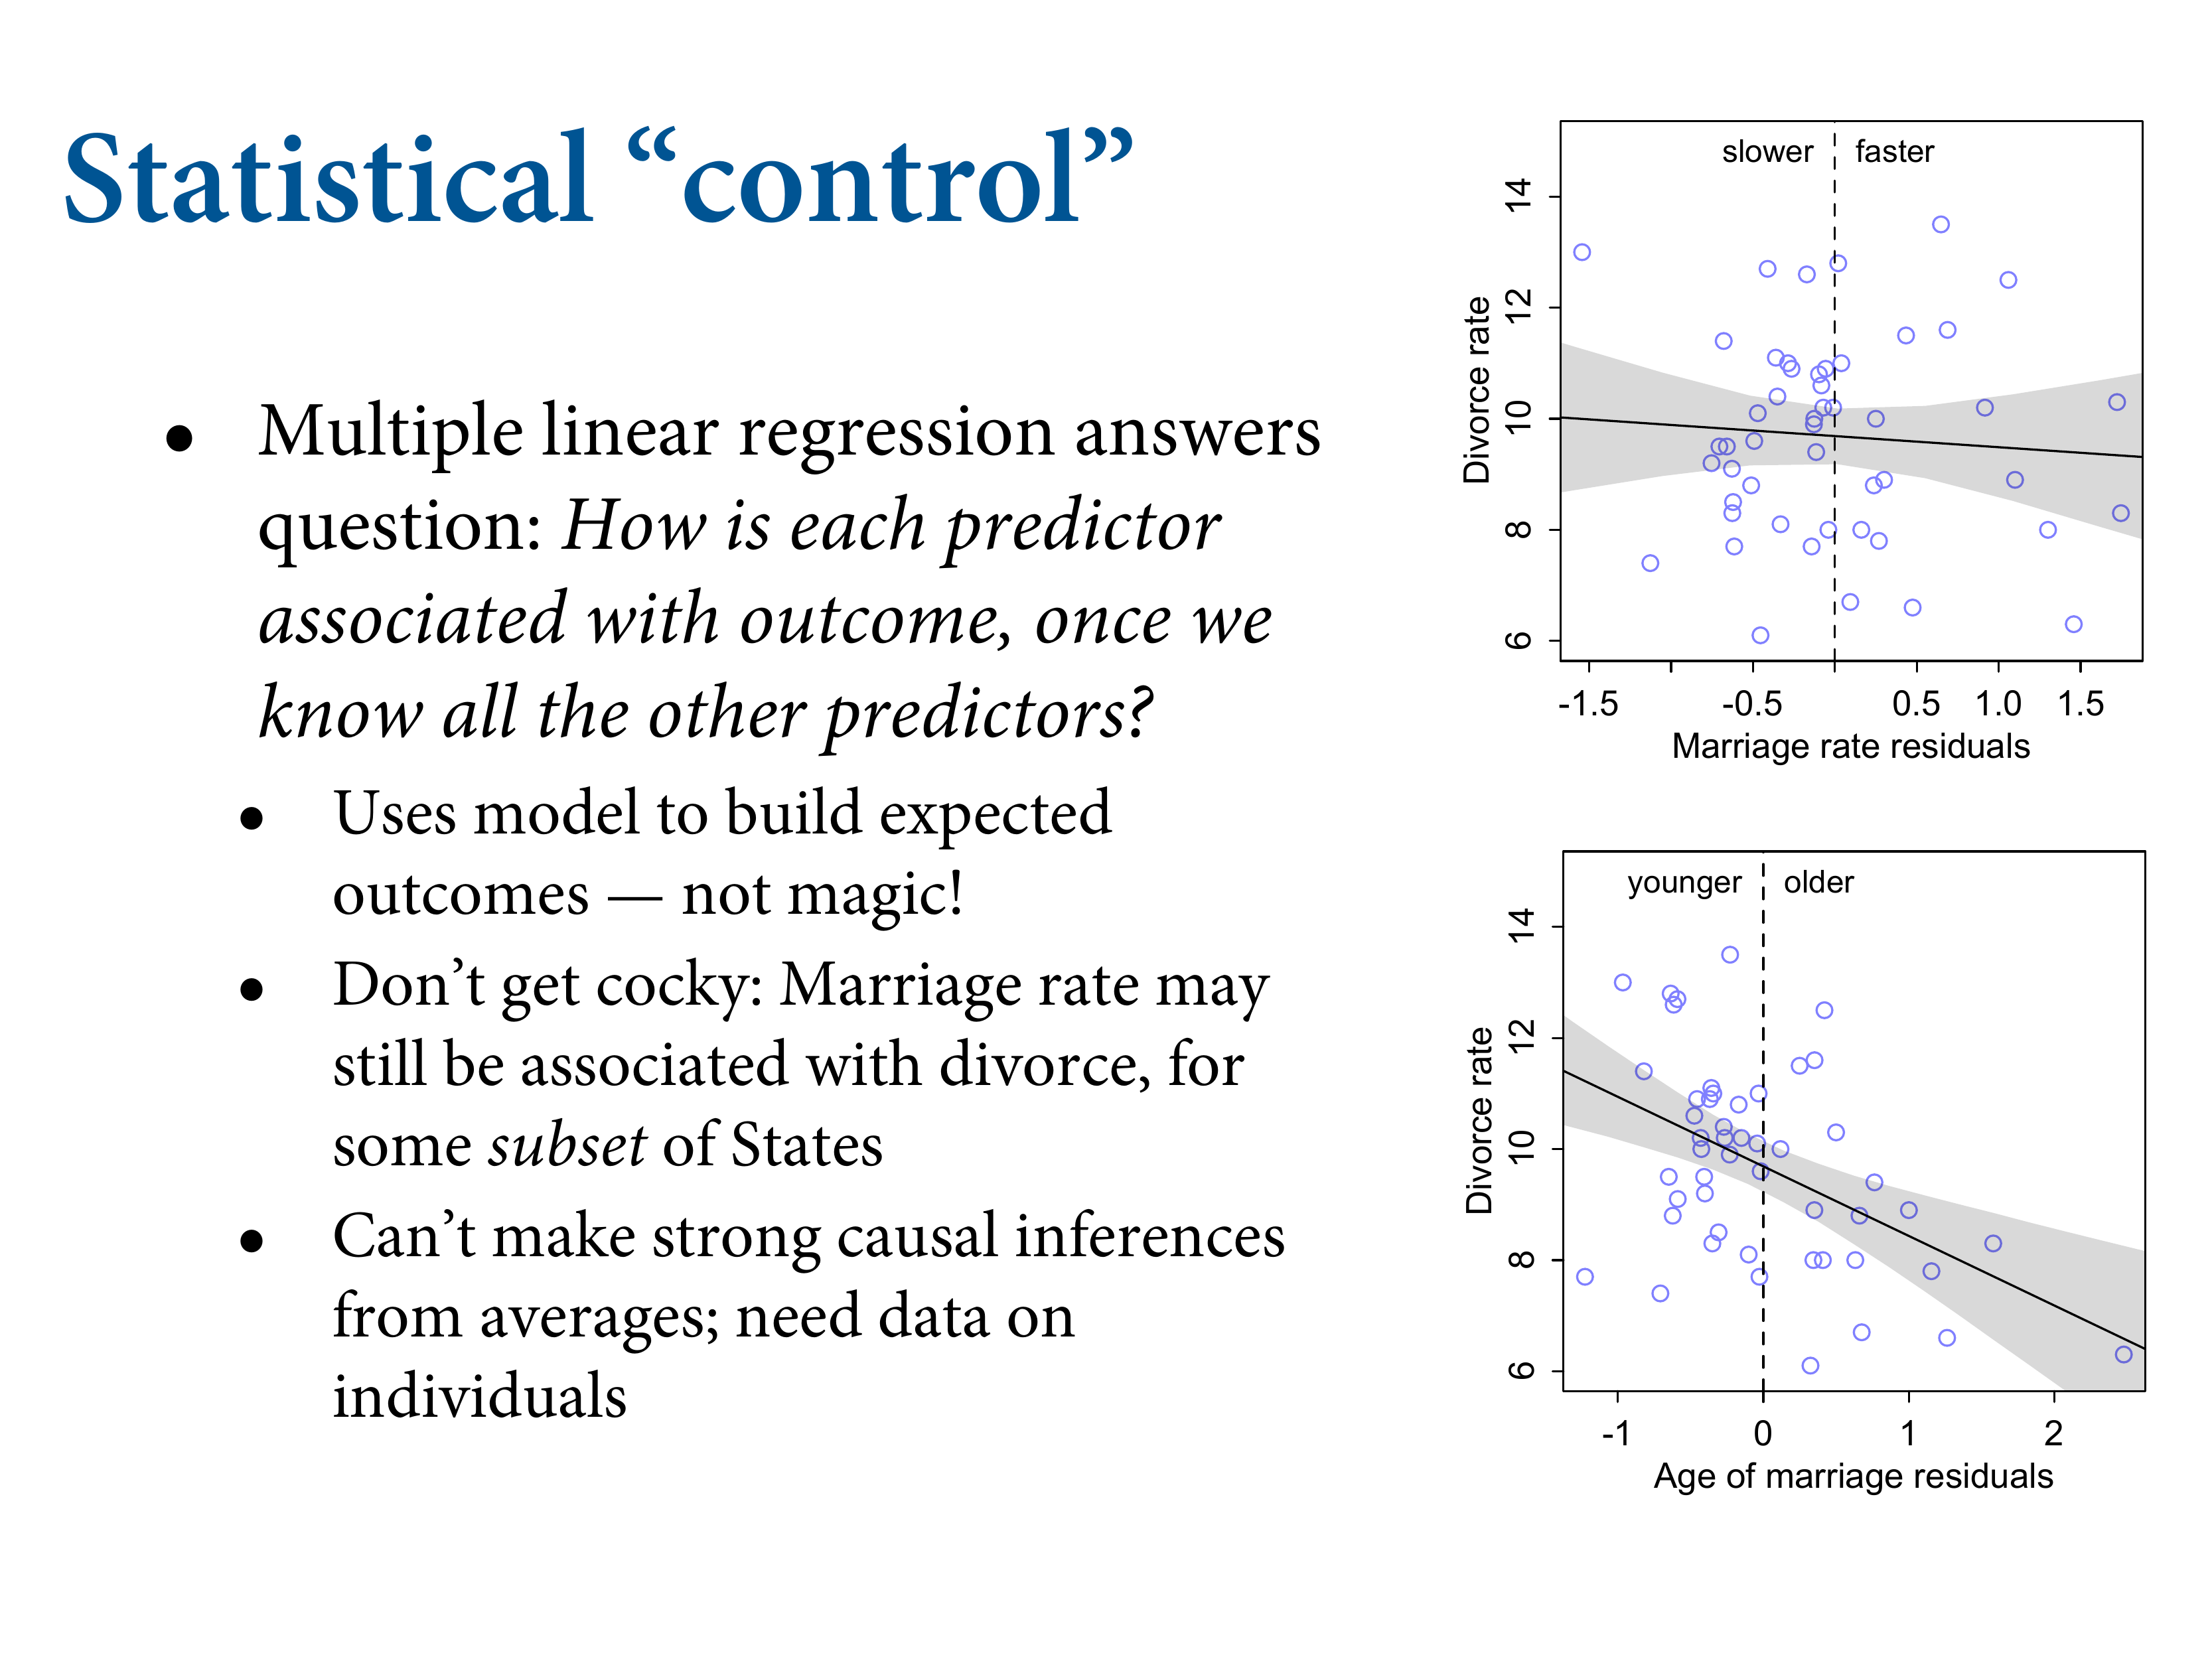 Statistical “control”
• Multiple linear regression answers
question: How is each predictor
associated with outcome, once we
know all the other predictors?
• Uses model to build expected
outcomes — not magic!
• Don’t get cocky: Marriage rate may
still be associated with divorce, for
some subset of States
• Can’t make strong causal inferences
from averages; need data on
individuals
slower faster
14
12
10
8
6
Divorce rate
-1.5 -0.5 0.5 1.0 1.5
Marriage rate residuals
younger older
14
12
10
8
6
Divorce rate
-1 0 1 2
Age of marriage residuals